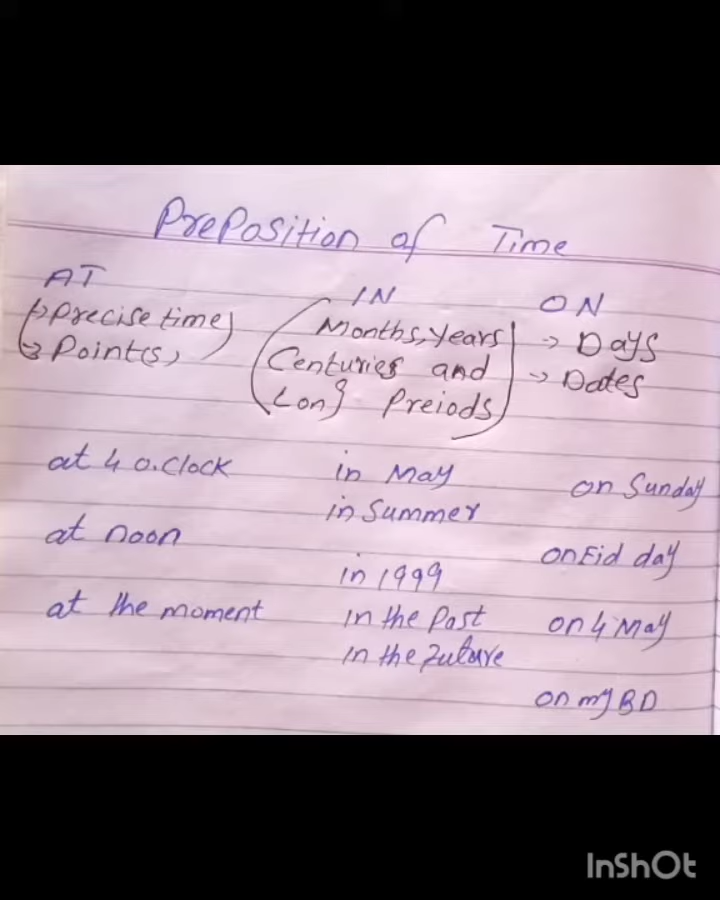 Preposition of Time
AT
→ Precise time
→ Point(s)
IN
Months, Years
Centuries and
Long Preiods
ON
→ Days
→ Dates
at 4 o.clock
at noon
at the moment
in May
in Summer
in 1999
in the Past
in the Future
on Sunday
on Eid day
on 4 May
on my BD
InShOt